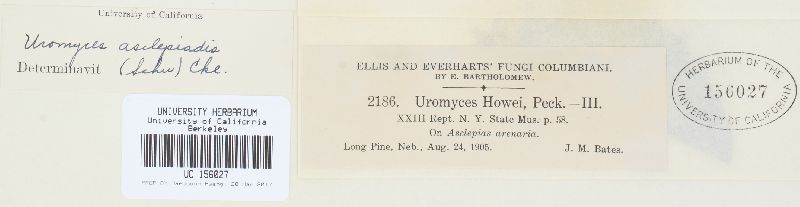 University of California
Uromyces asclepiadis
Determinavit (Schw) Cke.
UNIVERSITY HERBARIUM
University of California
Berkeley
UC 156027
ELLIS AND EVERHARTS' FUNGI COLUMBIANI.
BY E. BARTHOLOMEW.
2186. Uromyces Howei, Peck.—III.
XXIII Rept. N. Y. State Mus. p. 58.
On Asclepias arenaria.
Long Pine, Neb., Aug. 24, 1905. J. M. Bates.
HERBARIUM OF THE
156027
UNIVERSITY OF CALIFORNIA